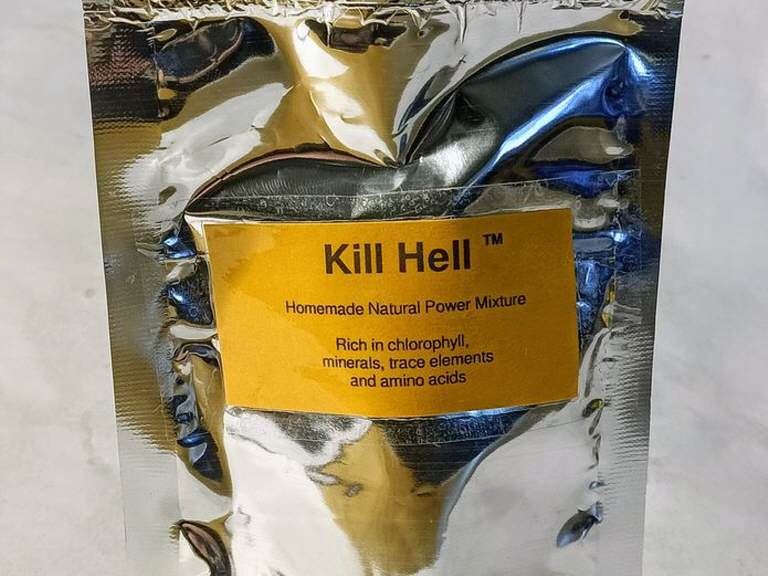 Kill Hell ™
Homemade Natural Power Mixture
Rich in chlorophyll,
minerals, trace elements
and amino acids